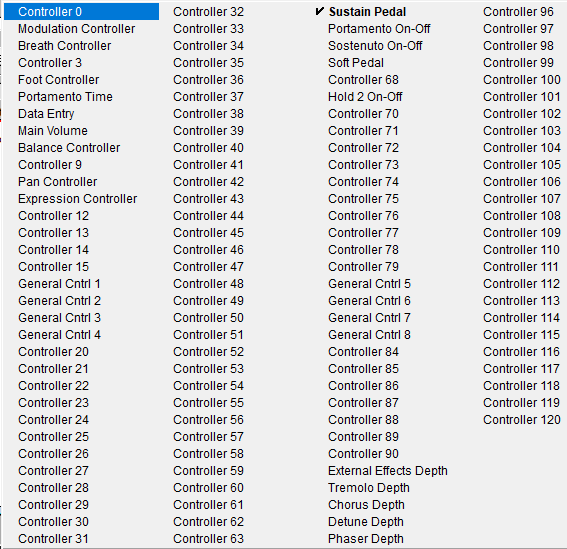 Controller 0
Modulation Controller
Breath Controller
Controller 3
Foot Controller
Portamento Time
Data Entry
Main Volume
Balance Controller
Controller 9
Pan Controller
Expression Controller
Controller 12
Controller 13
Controller 14
Controller 15
General Cntrl 1
General Cntrl 2
General Cntrl 3
General Cntrl 4
Controller 20
Controller 21
Controller 22
Controller 23
Controller 24
Controller 25
Controller 26
Controller 27
Controller 28
Controller 29
Controller 30
Controller 31
Controller 32
Controller 33
Controller 34
Controller 35
Controller 36
Controller 37
Controller 38
Controller 39
Controller 40
Controller 41
Controller 42
Controller 43
Controller 44
Controller 45
Controller 46
Controller 47
Controller 48
Controller 49
Controller 50
Controller 51
Controller 52
Controller 53
Controller 54
Controller 55
Controller 56
Controller 57
Controller 58
Controller 59
Controller 60
Controller 61
Controller 62
Controller 63
Sustain Pedal
Portamento On-Off
Sostenuto On-Off
Soft Pedal
Controller 68
Hold 2 On-Off
Controller 70
Controller 71
Controller 72
Controller 73
Controller 74
Controller 75
Controller 76
Controller 77
Controller 78
Controller 79
General Cntrl 5
General Cntrl 6
General Cntrl 7
General Cntrl 8
Controller 84
Controller 85
Controller 86
Controller 87
Controller 88
Controller 89
Controller 90
External Effects Depth
Tremolo Depth
Chorus Depth
Detune Depth
Phaser Depth
Controller 96
Controller 97
Controller 98
Controller 99
Controller 100
Controller 101
Controller 102
Controller 103
Controller 104
Controller 105
Controller 106
Controller 107
Controller 108
Controller 109
Controller 110
Controller 111
Controller 112
Controller 113
Controller 114
Controller 115
Controller 116
Controller 117
Controller 118
Controller 119
Controller 120